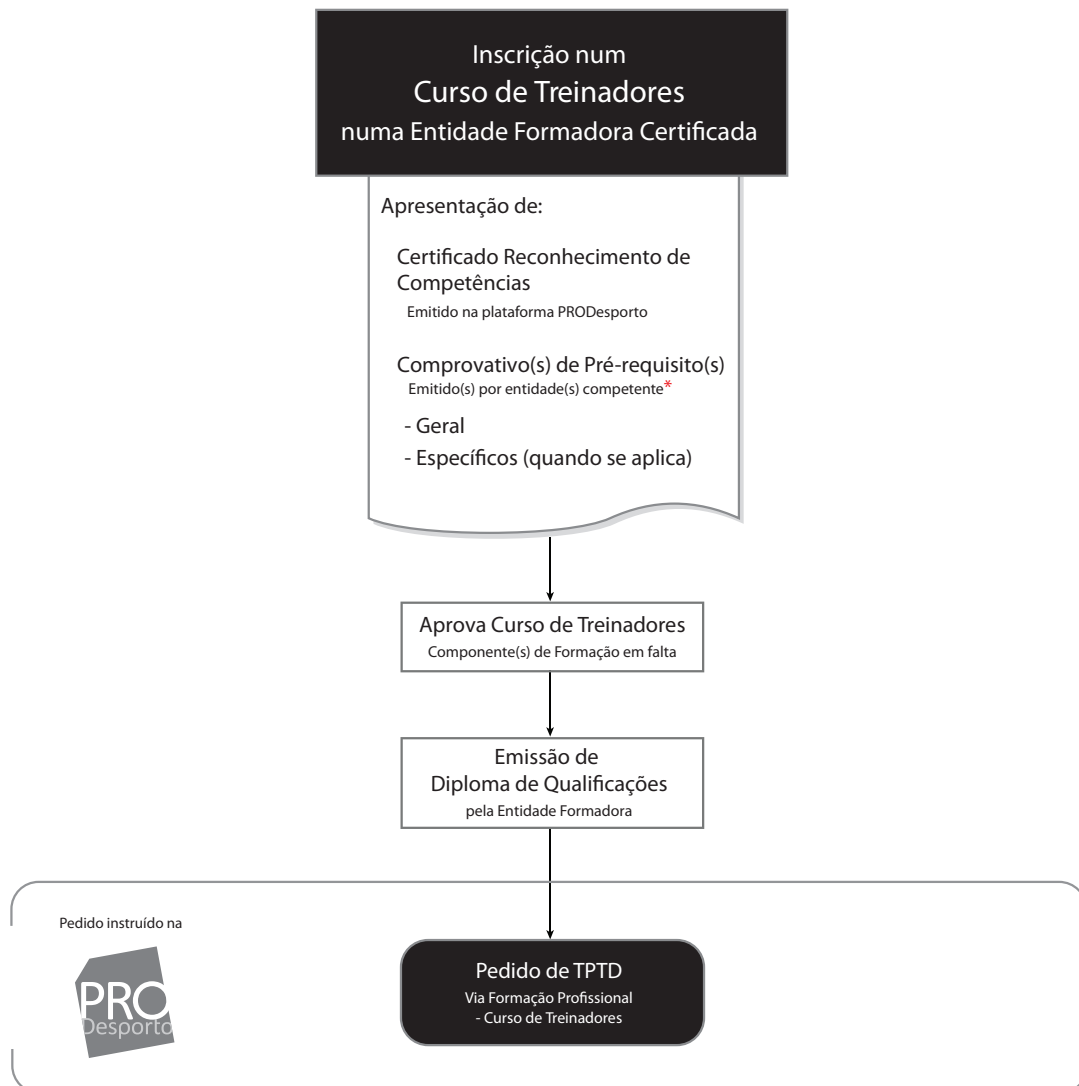 Inscrição num
Curso de Treinadores
numa Entidade Formadora Certificada
Apresentação de:
Certificado Reconhecimento de
Competências
Emitido na plataforma PRODesporto
Comprovativo(s) de Pré-requisito(s)
Emitido(s) por entidade(s) competente*
- Geral
- Específicos (quando se aplica)
Aprova Curso de Treinadores
Componente(s) de Formação em falta
Emissão de
Diploma de Qualificações
pela Entidade Formadora
Pedido instruído na
PRO
Desporto
Pedido de TPTD
Via Formação Profissional
- Curso de Treinadores